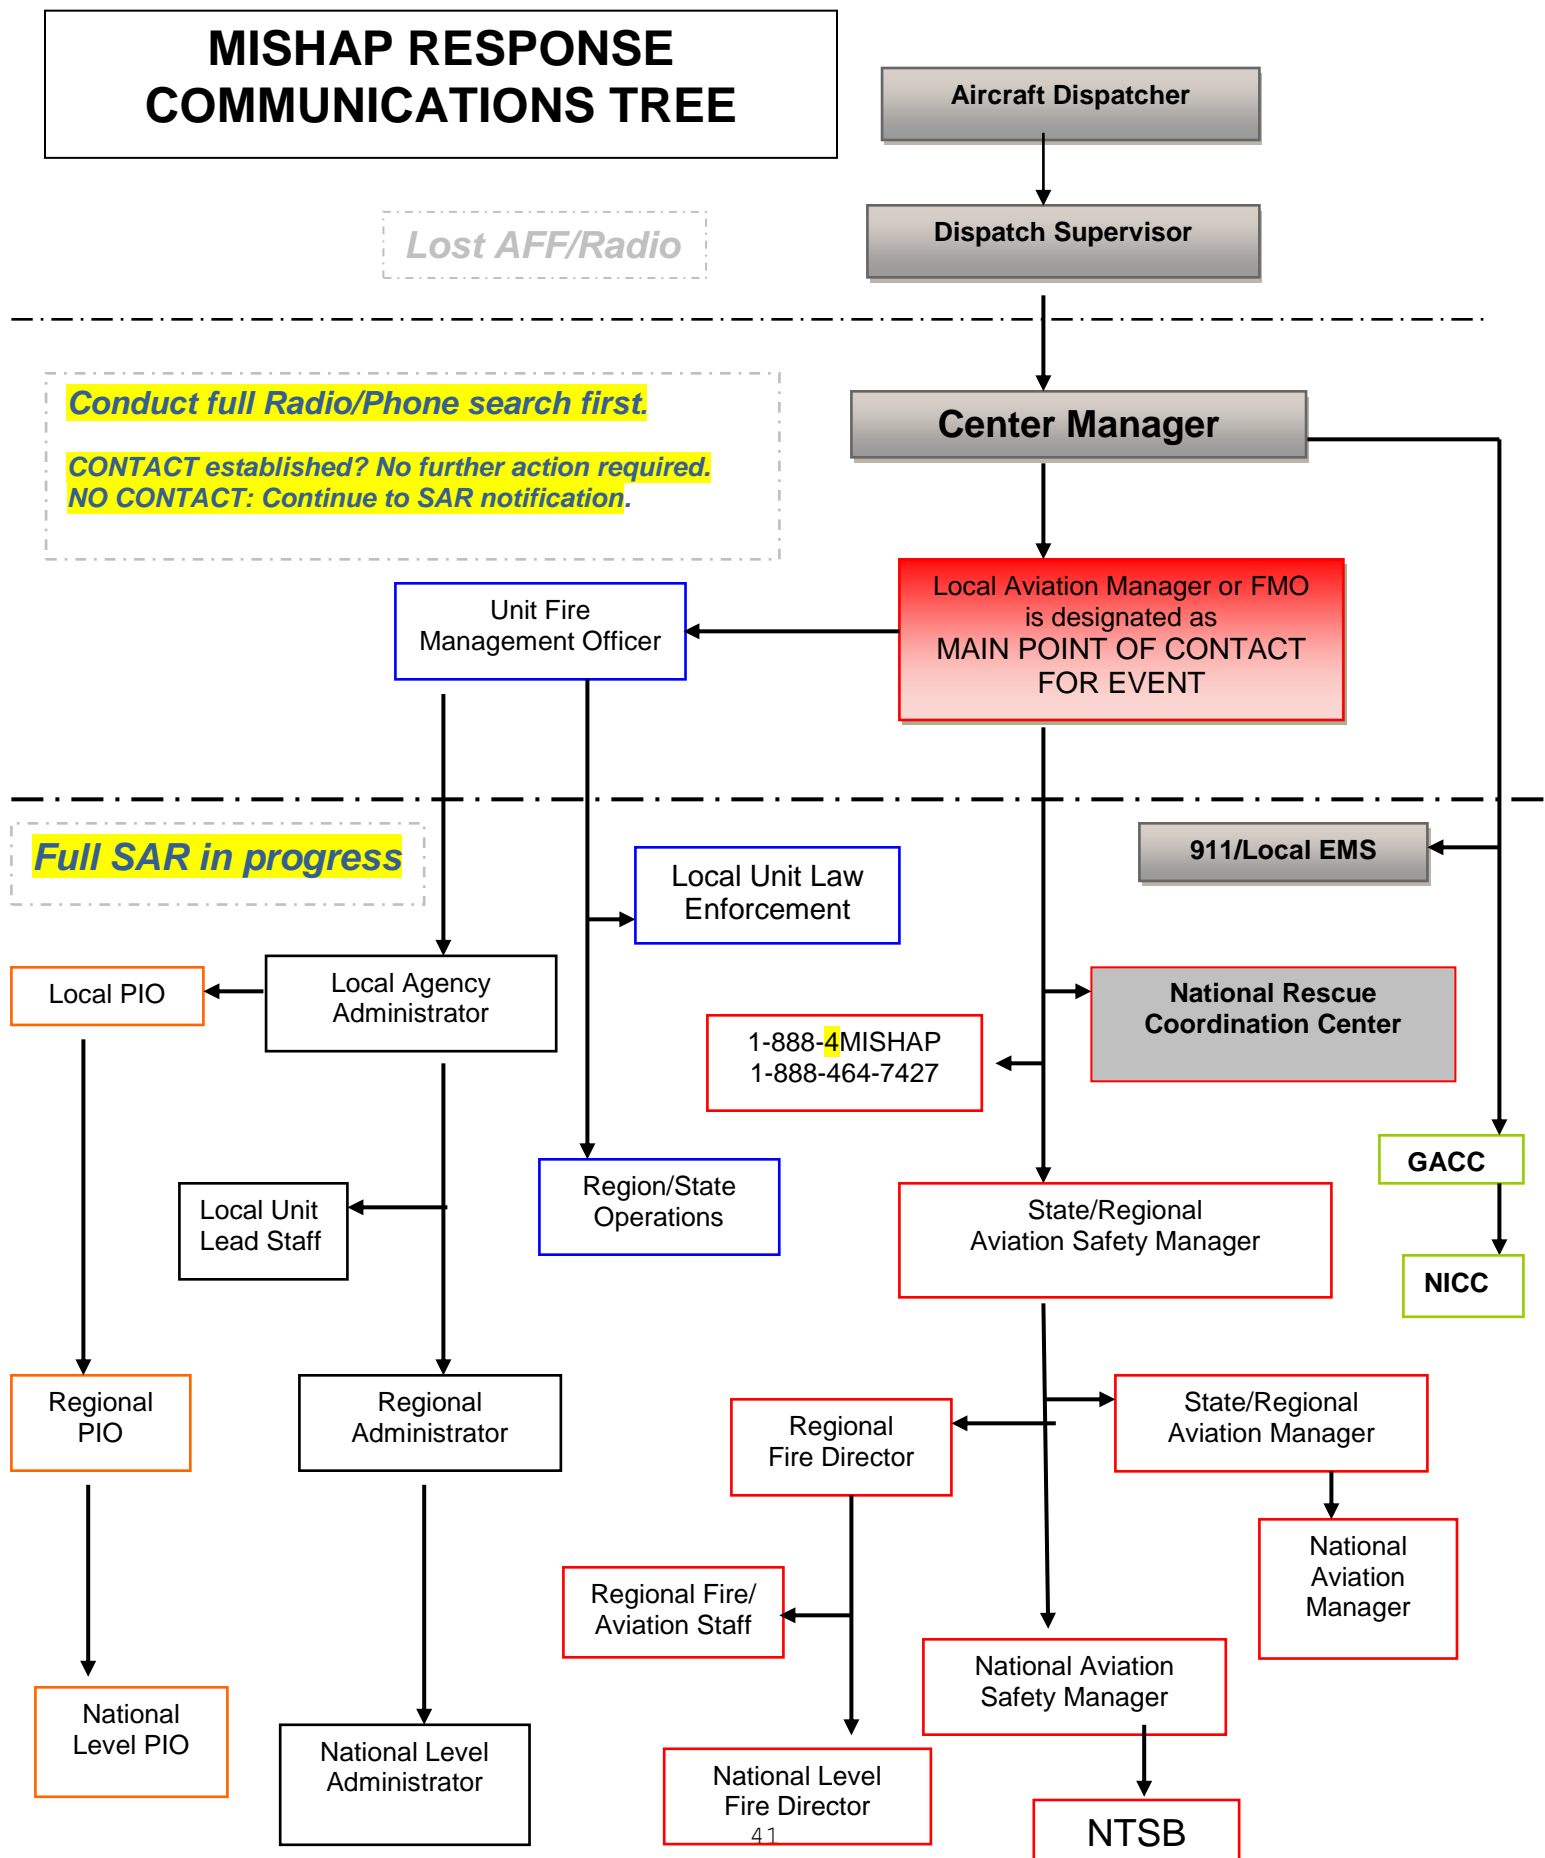 MISHAP RESPONSE
COMMUNICATIONS TREE
Aircraft Dispatcher
Dispatch Supervisor
Lost AFF/Radio
Conduct full Radio/Phone search first.
CONTACT established? No further action required.
NO CONTACT: Continue to SAR notification.
Center Manager
Local Aviation Manager or FMO
is designated as
MAIN POINT OF CONTACT
FOR EVENT
Unit Fire
Management Officer
Full SAR in progress
911/Local EMS
Local Unit Law
Enforcement
Local PIO
Local Agency
Administrator
National Rescue
Coordination Center
1-888-4MISHAP
1-888-464-7427
GACC
Local Unit
Lead Staff
Region/State
Operations
State/Regional
Aviation Safety Manager
NICC
Regional
PIO
Regional
Administrator
Regional
Fire Director
State/Regional
Aviation Manager
National
Aviation
Manager
Regional Fire/
Aviation Staff
National Aviation
Safety Manager
National
Level PIO
National Level
Administrator
National Level
Fire Director
NTSB
41